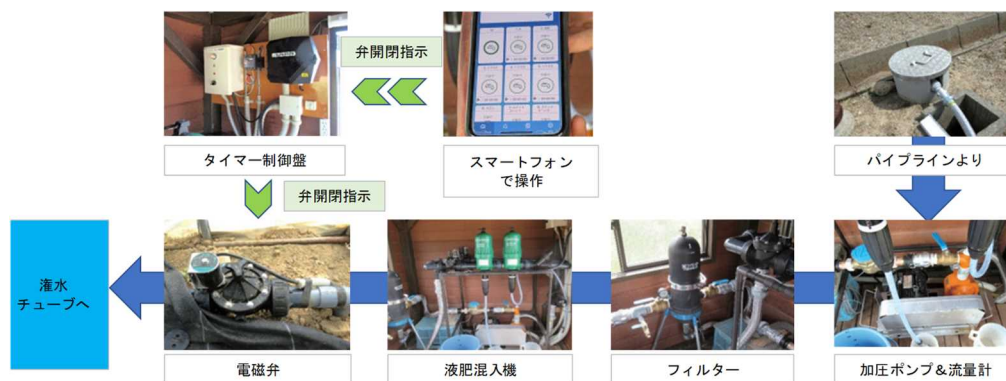 弁開閉指示
タイマー制御盤
スマートフォン
で操作
パイプラインより
弁開閉指示
潅水
チューブへ
電磁弁
液肥混入機
フィルター
加圧ポンプ&流量計